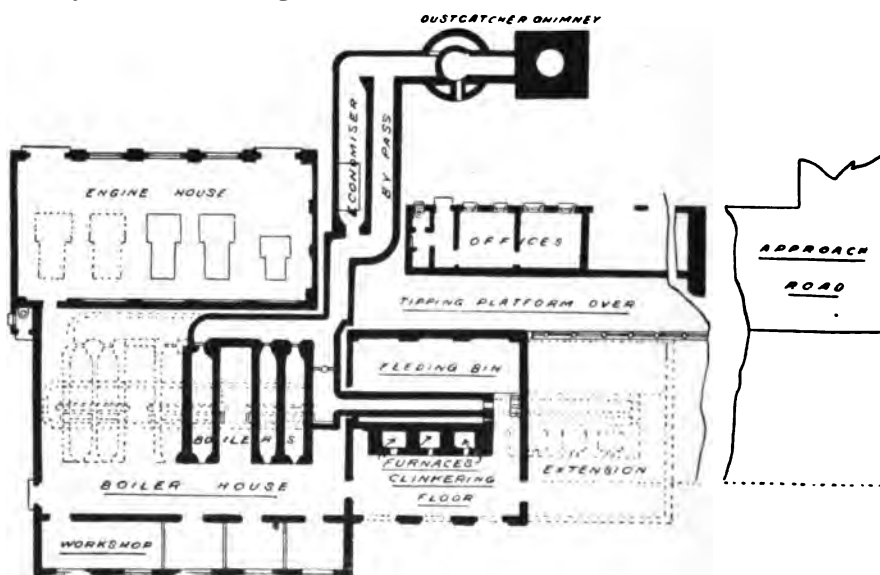 DUSTCATCHER CHIMNEY
ECONOMISER
BY PASS
ENGINE HOUSE
OFFICES
APPROACH
ROAD
TIPPING PLATFORM OVER
FEEDING BIN
BOILERS
FURNACES
CLINKERING
FLOOR
EXTENSION
BOILER HOUSE
WORKSHOP